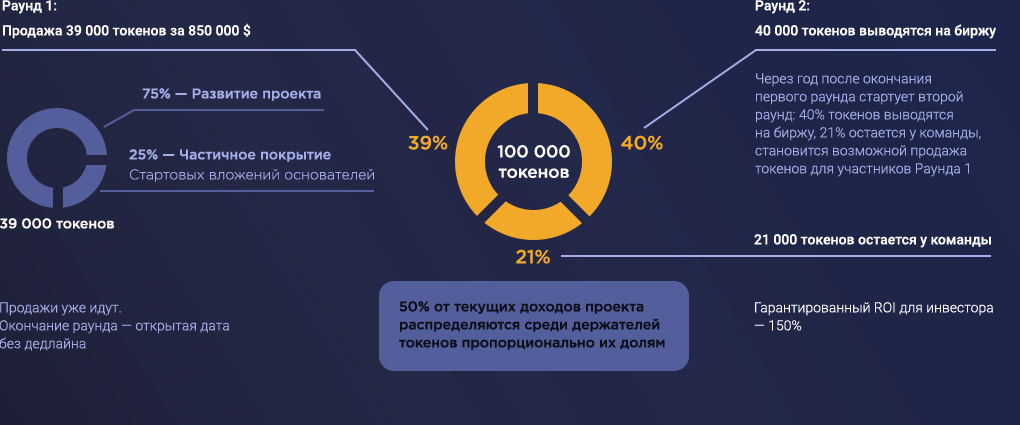 Раунд 1:
Продажа 39 000 токенов за 850 000 $
75% — Развитие проекта
25% — Частичное покрытие
Стартовых вложений основателей
39 000 токенов
Продажи уже идут.
Окончание раунда — открытая дата
без дедлайна
39%
100 000
токенов
40%
21%
50% от текущих доходов проекта
распределяются среди держателей
токенов пропорционально их долям
Раунд 2:
40 000 токенов выводятся на биржу
Через год после окончания
первого раунда стартует второй
раунд: 40% токенов выводятся
на биржу, 21% остается у команды,
становится возможной продажа
токенов для участников Раунда 1
21 000 токенов остается у команды
Гарантированный ROI для инвестора
— 150%